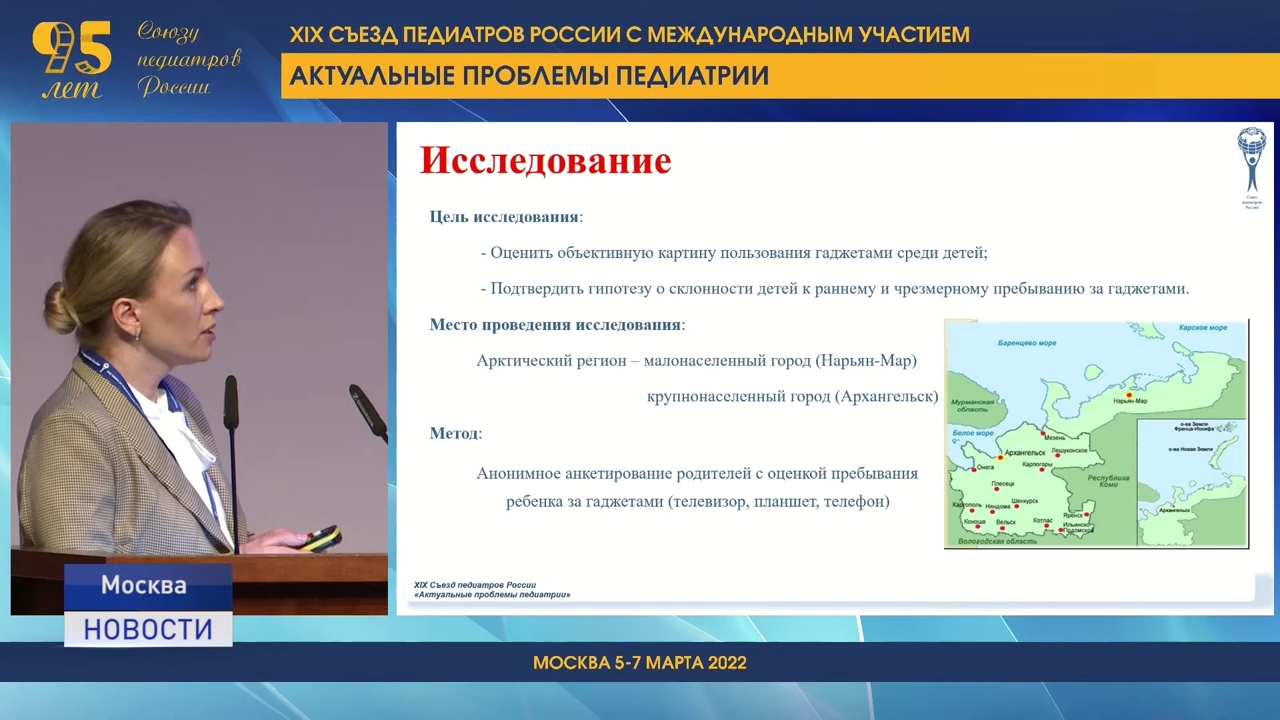 95 лет
Союзу
педиатров
России
XIX СЪЕЗД ПЕДИАТРОВ РОССИИ С МЕЖДУНАРОДНЫМ УЧАСТИЕМ
АКТУАЛЬНЫЕ ПРОБЛЕМЫ ПЕДИАТРИИ
Исследование
Союз
педиатров
России
Цель исследования:
- Оценить объективную картину пользования гаджетами среди детей;
- Подтвердить гипотезу о склонности детей к раннему и чрезмерному пребыванию за гаджетами.
Место проведения исследования:
Арктический регион – малонаселенный город (Нарьян-Мар)
крупнонаселенный город (Архангельск)
Метод:
Анонимное анкетирование родителей с оценкой пребывания
ребенка за гаджетами (телевизор, планшет, телефон)
Карское море
Баренцево море
Нарьян-Мар
Мурманская
область
Белое море
Мезень
о-ва Земля
Франца-Иосифа
о-ва Новая Земля
Архангельск
Лешуконское
Онега
Карпогоры
Республика
Коми
Плесецк
Шенкурск
Каргополь
Няндома
Яренск
Архангельск
Коноша
Вельск
Котлас
Ильинско-
Подомское
Вологодская область
XIX Съезд педиатров России
«Актуальные проблемы педиатрии»
Москва
НОВОСТИ
МОСКВА 5-7 МАРТА 2022